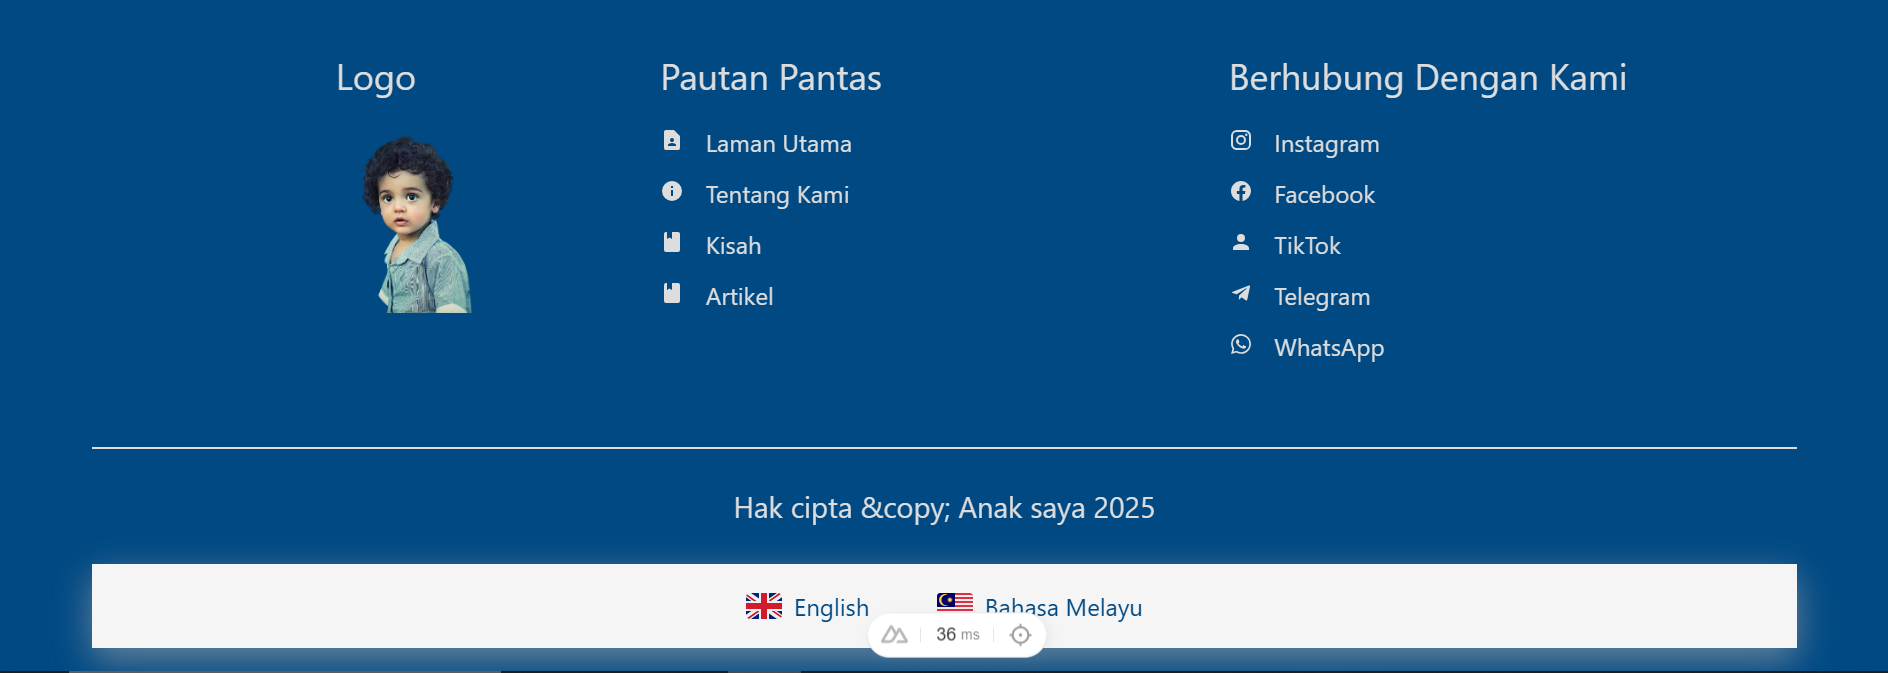 Logo
Pautan Pantas
Laman Utama
Tentang Kami
Kisah
Artikel
Berhubung Dengan Kami
Instagram
Facebook
TikTok
Telegram
WhatsApp
Hak cipta &copy; Anak saya 2025
English
Bahasa Melayu
36 ms